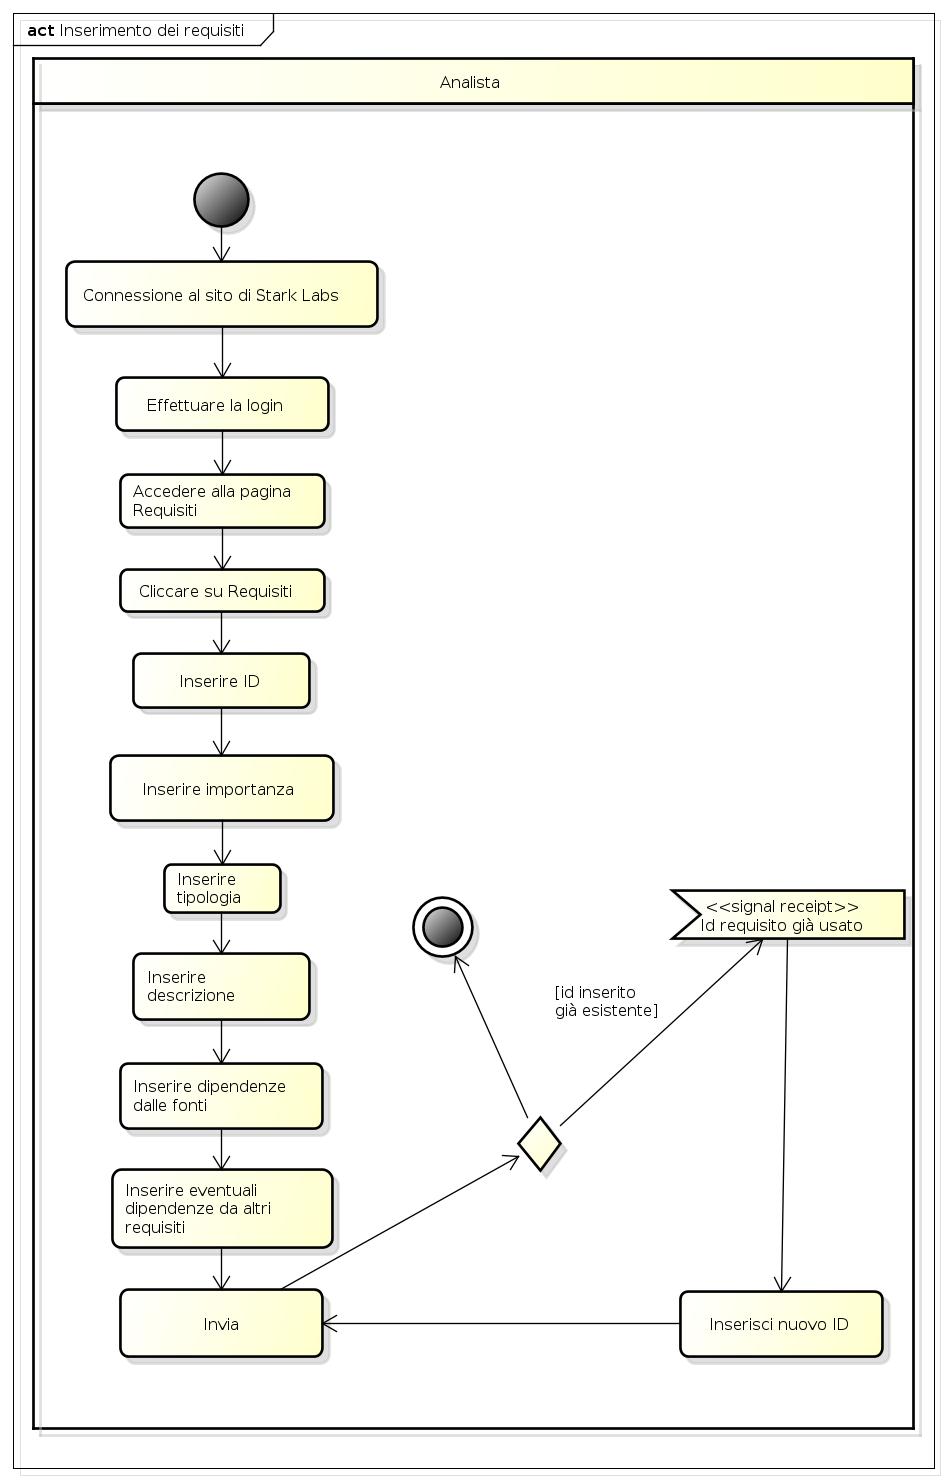 act Inserimento dei requisiti
Analista
Connessione al sito di Stark Labs
Effettuare la login
Accedere alla pagina
Requisiti
Cliccare su Requisiti
Inserire ID
Inserire importanza
Inserire
tipologia
<<signal receipt>>
Id requisito già usato
Inserire
descrizione
[id inserito
già esistente]
Inserire dipendenze
dalle fonti
Inserire eventuali
dipendenze da altri
requisiti
Invia
Inserisci nuovo ID